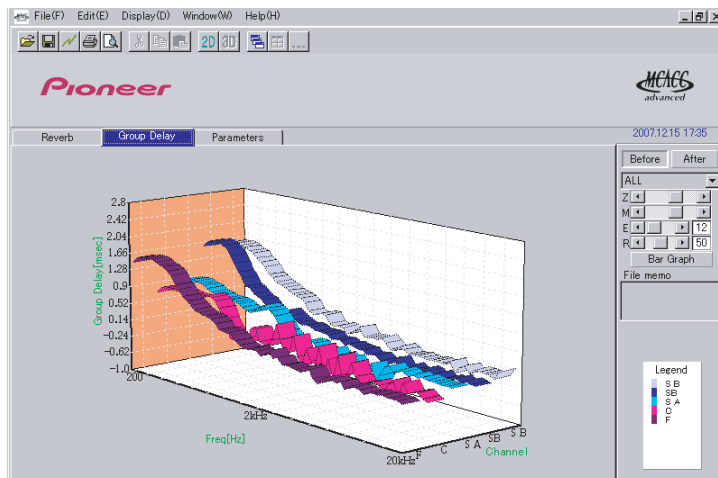 File(F) Edit(E) Display(D) Window(W) Help(H)
2D 3D
Pioneer
MCACC
advanced
Reverb Group Delay Parameters
2007.12.15 17:35
Before After
ALL
Z
M
E 12
R 50
Bar Graph
File memo
Group Delay[msec]
2.8
2.42
2.04
1.66
1.28
0.9
0.52
0.14
-0.24
-0.62
-1.0
200
2kHz
20kHz
Freq[Hz]
F
C
S A
SB
S B
Channel
Legend
S B
SB
S A
C
F